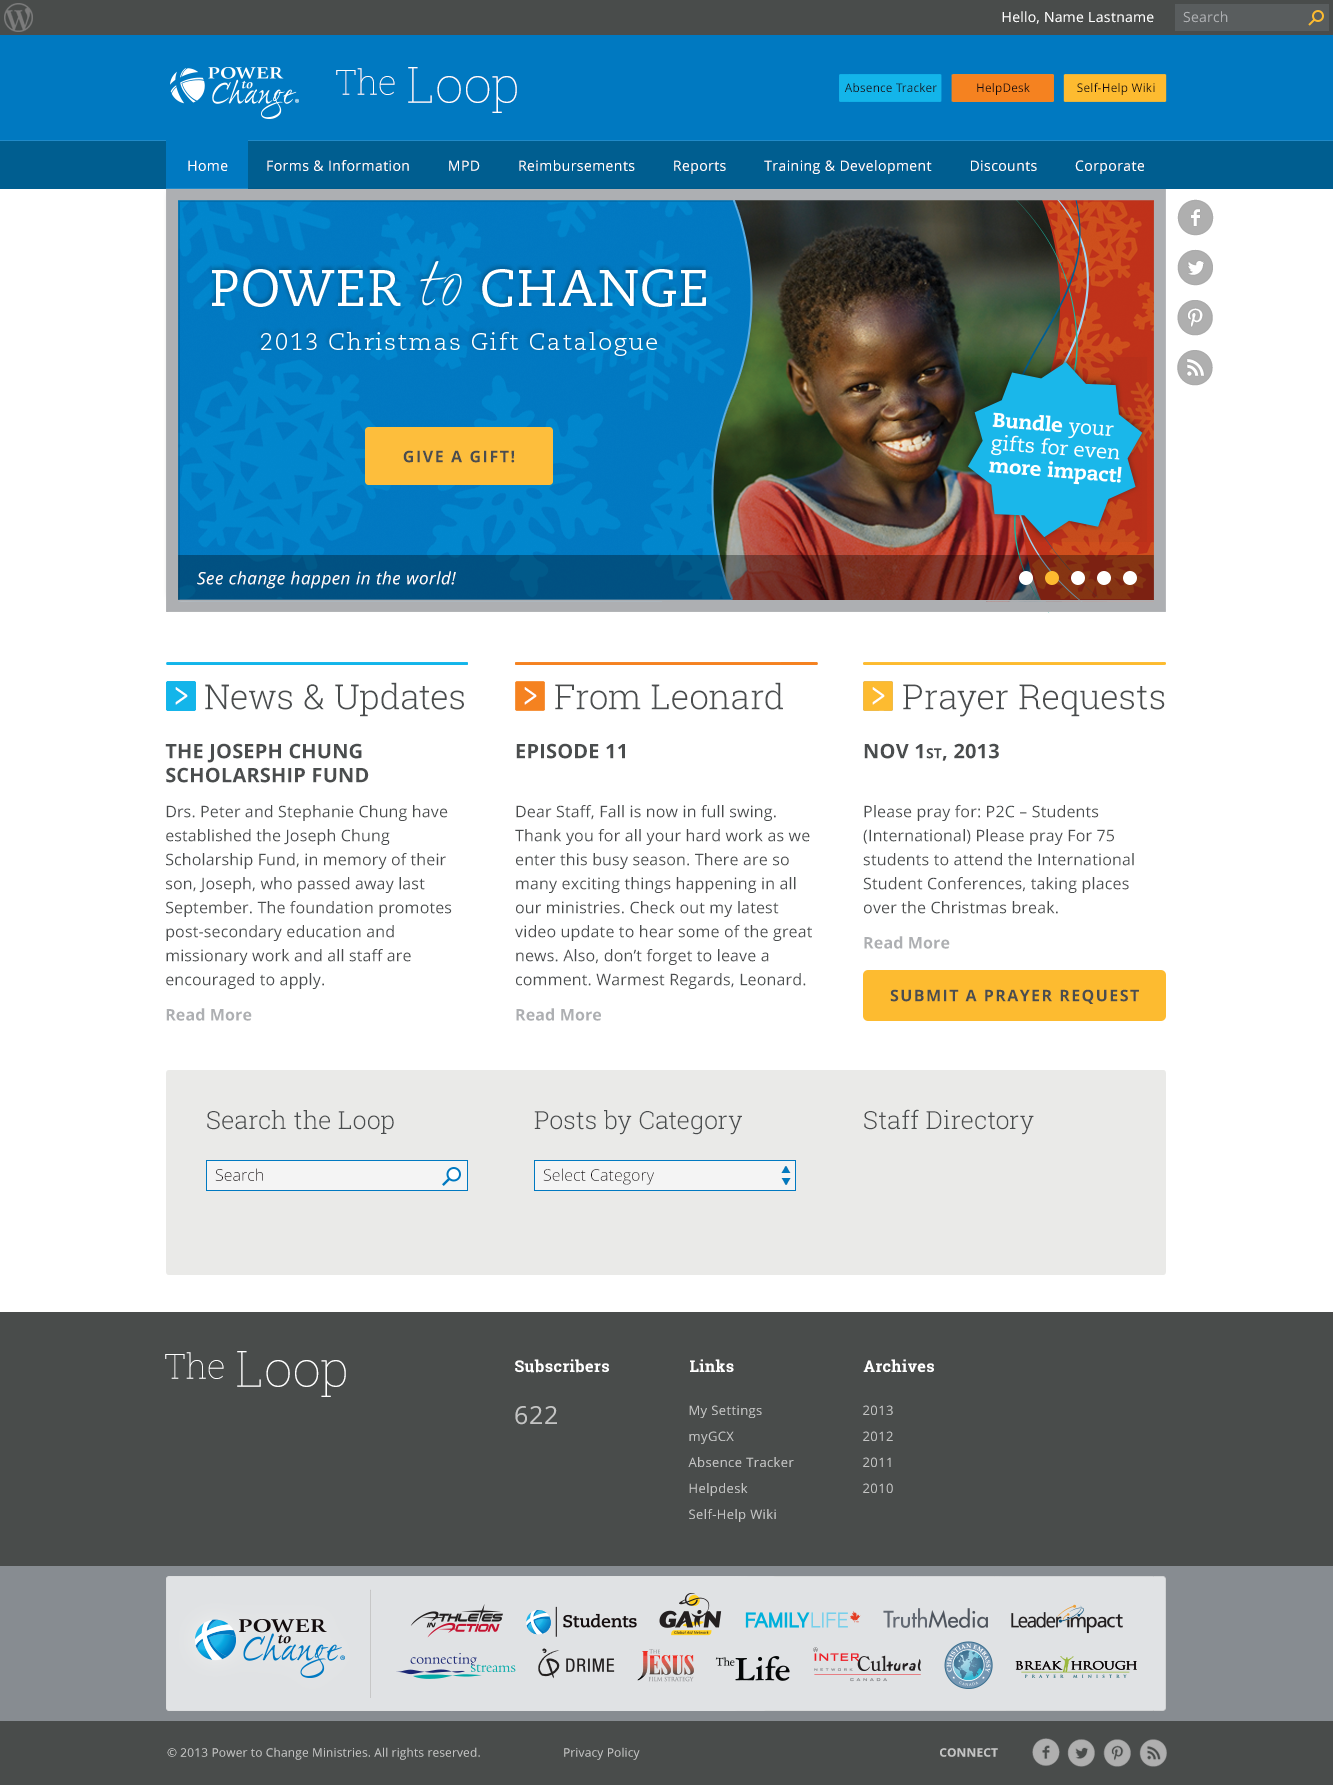 Hello, Name Lastname
Search
POWER to Change®
The Loop
Absence Tracker
HelpDesk
Self-Help Wiki
Home
Forms & Information
MPD
Reimbursements
Reports
Training & Development
Discounts
Corporate
POWER to CHANGE
2013 Christmas Gift Catalogue
GIVE A GIFT!
Bundle your
gifts for even
more impact!
See change happen in the world!
News & Updates
THE JOSEPH CHUNG
SCHOLARSHIP FUND
Drs. Peter and Stephanie Chung have
established the Joseph Chung
Scholarship Fund, in memory of their
son, Joseph, who passed away last
September. The foundation promotes
post-secondary education and
missionary work and all staff are
encouraged to apply.
Read More
From Leonard
EPISODE 11
Dear Staff, Fall is now in full swing.
Thank you for all your hard work as we
enter this busy season. There are so
many exciting things happening in all
our ministries. Check out my latest
video update to hear some of the great
news. Also, don't forget to leave a
comment. Warmest Regards, Leonard.
Read More
Prayer Requests
NOV 1ST, 2013
Please pray for: P2C – Students
(International) Please pray For 75
students to attend the International
Student Conferences, taking places
over the Christmas break.
Read More
SUBMIT A PRAYER REQUEST
Search the Loop
Search
Posts by Category
Select Category
Staff Directory
The Loop
Subscribers
622
Links
My Settings
myGCX
Absence Tracker
Helpdesk
Self-Help Wiki
Archives
2013
2012
2011
2010
POWER to Change®
ATHLETES IN ACTION
Students
GAiN
Global Aid Network
FAMILYLIFE
TruthMedia
Leader impact
connecting streams
DRIME
THE JESUS FILM STRATEGY
The Life
INTER Cultural
NETWORK CANADA
CHRISTIAN EMBASSY CANADA
BREAKTHROUGH
PRAYER MINISTRY
© 2013 Power to Change Ministries. All rights reserved.
Privacy Policy
CONNECT